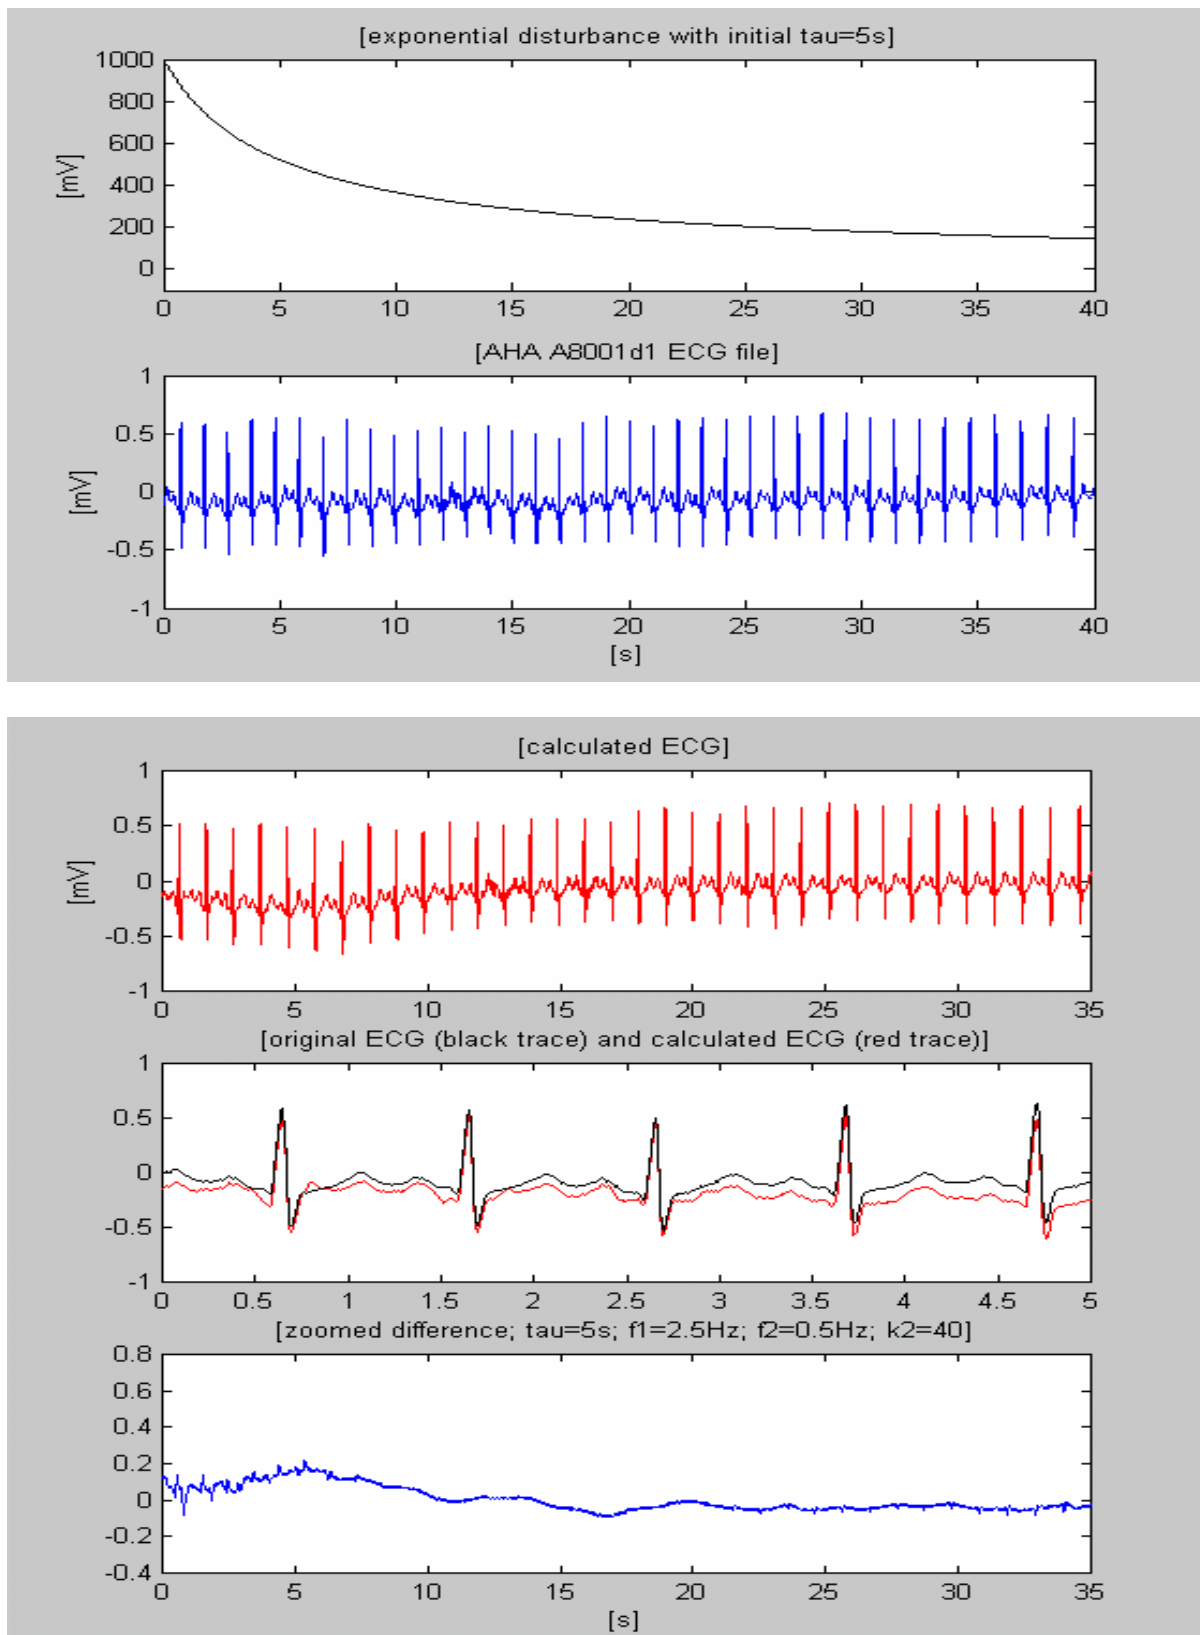 [exponential disturbance with initial tau=5s]
1000
800
600
400
200
0
[mV]
0 5 10 15 20 25 30 35 40
[AHA A8001d1 ECG file]
1
0.5
0
-0.5
-1
[mV]
0 5 10 15 20 25 30 35 40
[s]
[calculated ECG]
1
0.5
0
-0.5
-1
[mV]
0 5 10 15 20 25 30 35
[original ECG (black trace) and calculated ECG (red trace)]
1
0.5
0
-0.5
-1
0 0.5 1 1.5 2 2.5 3 3.5 4 4.5 5
[zoomed difference; tau=5s; f1=2.5Hz; f2=0.5Hz; k2=40]
0.8
0.6
0.4
0.2
0
-0.2
-0.4
0 5 10 15 20 25 30 35
[s]